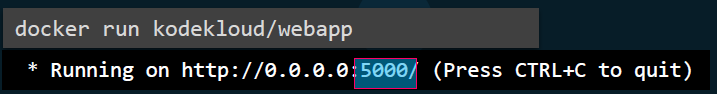 docker run kodekloud/webapp
* Running on http://0.0.0.0:5000/ (Press CTRL+C to quit)